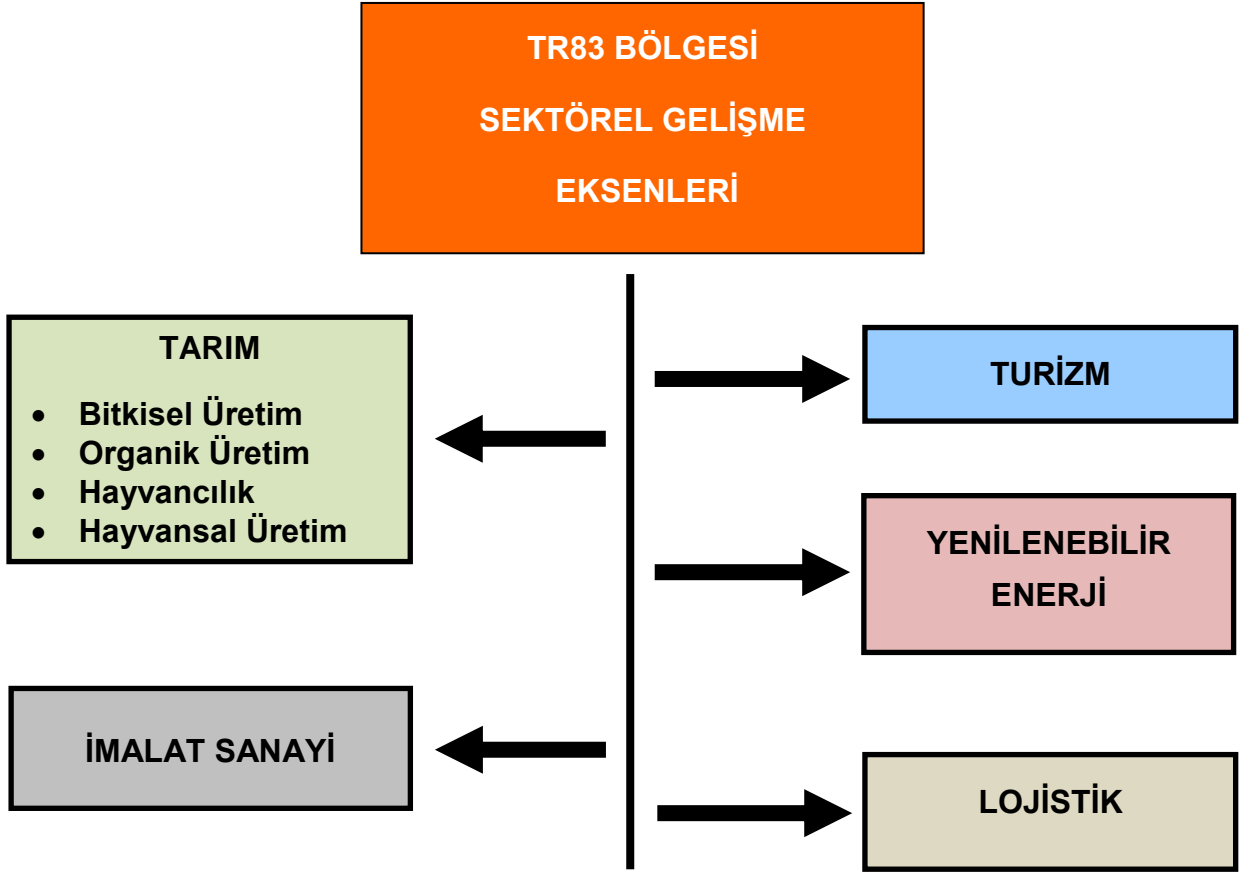 TR83 BÖLGESİ
SEKTÖREL GELİŞME
EKSENLERİ
TARIM
• Bitkisel Üretim
• Organik Üretim
• Hayvancılık
• Hayvansal Üretim
İMALAT SANAYİ
TURİZM
YENİLENEBİLİR
ENERJİ
LOJİSTİK